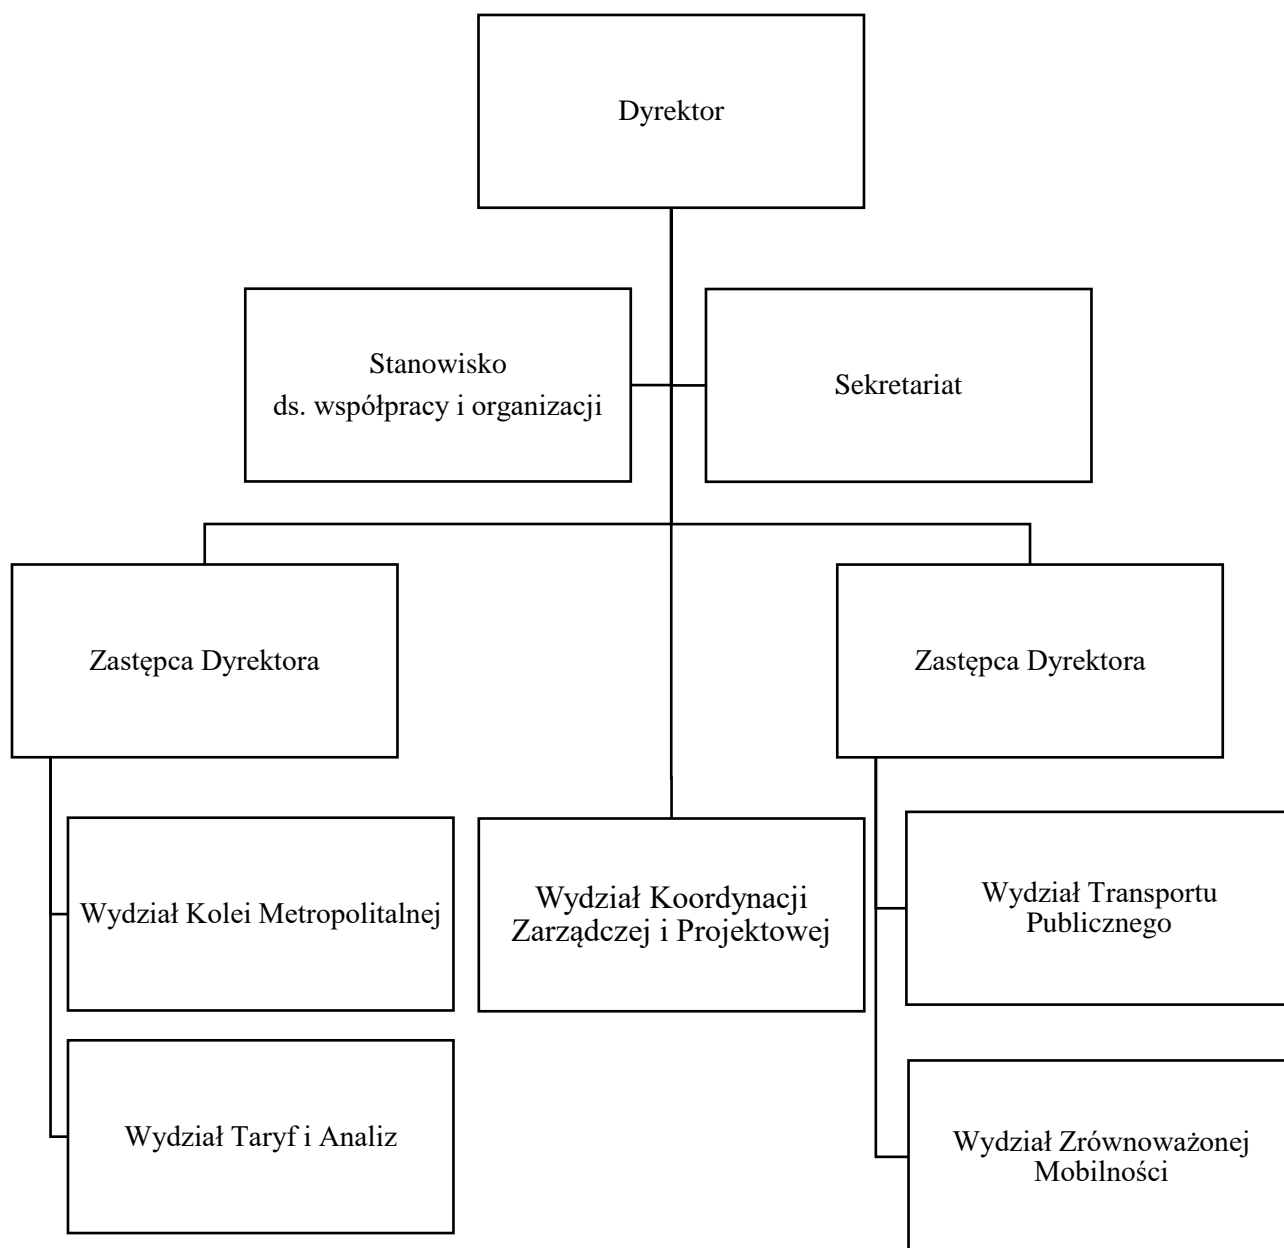 Dyrektor
Stanowisko
ds. współpracy i organizacji
Sekretariat
Zastępca Dyrektora
Zastępca Dyrektora
Wydział Kolei Metropolitalnej
Wydział Koordynacji
Zarządczej i Projektowej
Wydział Transportu
Publicznego
Wydział Taryf i Analiz
Wydział Zrównoważonej
Mobilności